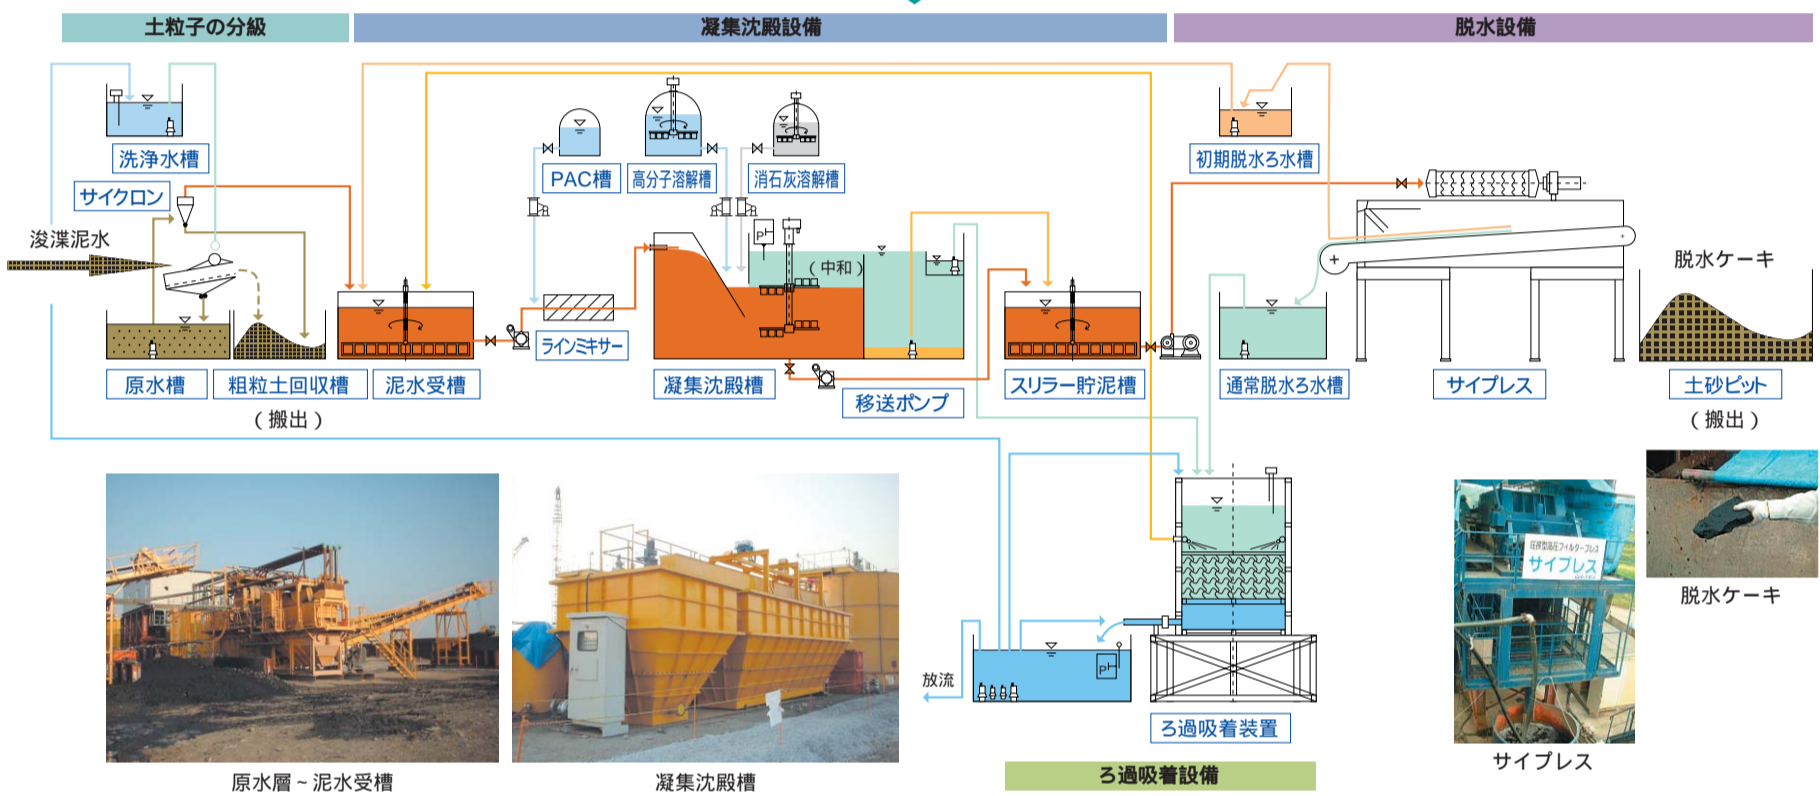 土粒子の分級
凝集沈殿設備
脱水設備
洗浄水槽
サイクロン
浚渫泥水
PAC槽
高分子溶解槽
消石灰溶解槽
初期脱水ろ水槽
P
(中和)
脱水ケーキ
ラインミキサー
原水槽
粗粒土回収槽
(搬出)
泥水受槽
凝集沈殿槽
移送ポンプ
スリラー貯泥槽
通常脱水ろ水槽
サイプレス
土砂ピット
(搬出)
放流
P
ろ過吸着装置
ろ過吸着設備
原水層~泥水受槽
凝集沈殿槽
サイプレス
サイプレス
脱水ケーキ